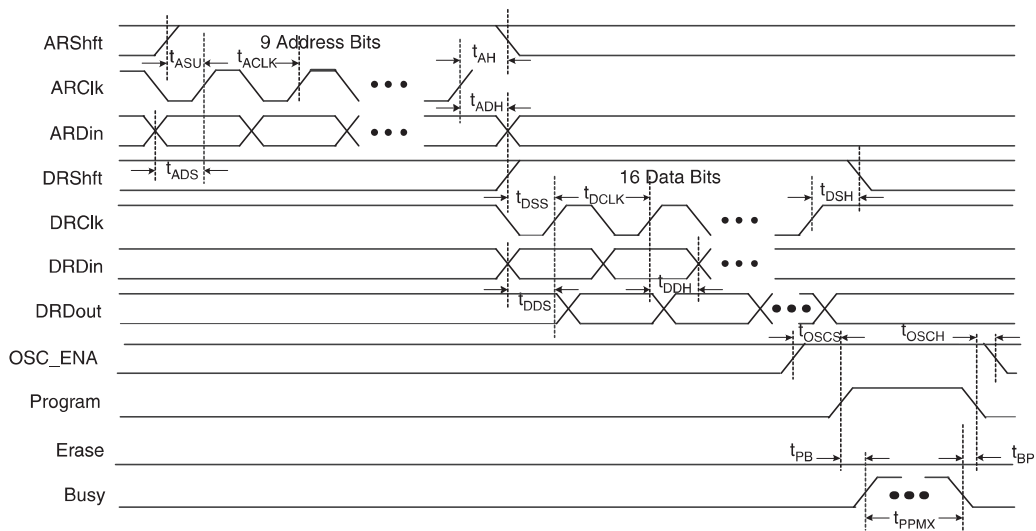 ARShft
9 Address Bits
tASU
tACLK
tAH
ARClk
tADH
ARDin
tADS
DRShft
16 Data Bits
tDSS
tDCLK
tDSH
DRClk
DRDin
tDDS
tDDH
DRDout
tOSCS
tOSCH
OSC_ENA
Program
Erase
tPB
tBP
Busy
tPPMX